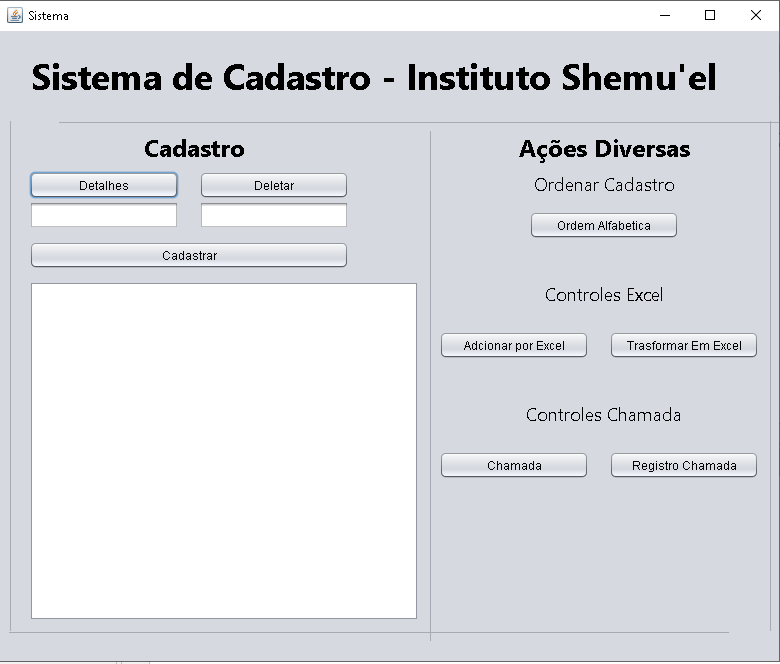 Sistema
Sistema de Cadastro - Instituto Shemu'el
Cadastro
Detalhes
Deletar
Cadastrar
Ações Diversas
Ordenar Cadastro
Ordem Alfabetica
Controles Excel
Adcionar por Excel
Trasformar Em Excel
Controles Chamada
Chamada
Registro Chamada